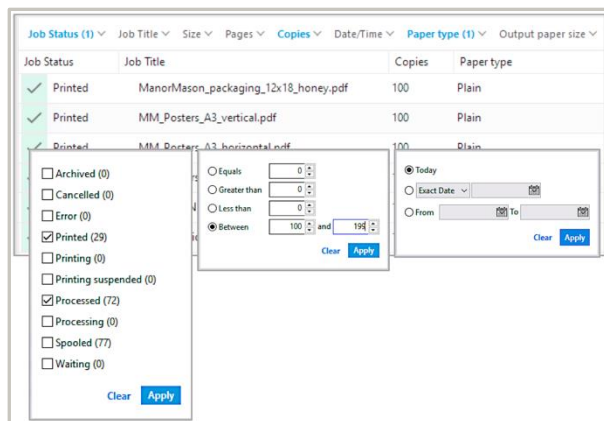 Job Status (1) Job Title Size Pages Copies Date/Time Paper type (1) Output paper size
Job Status Job Title Copies Paper type
Printed ManorMason_packaging_12x18_honey.pdf 100 Plain
Printed MM_Posters_A3_vertical.pdf 100 Plain
Printed MM_Posters_A3_horizontal.pdf 100 Plain
Archived (0)
Cancelled (0)
Error (0)
Printed (29)
Printing (0)
Printing suspended (0)
Processed (72)
Processing (0)
Spooled (77)
Waiting (0)
Clear Apply
Equals 0
Greater than 0
Less than 0
Between 100 and 199
Clear Apply
Today
Exact Date
From To
Clear Apply